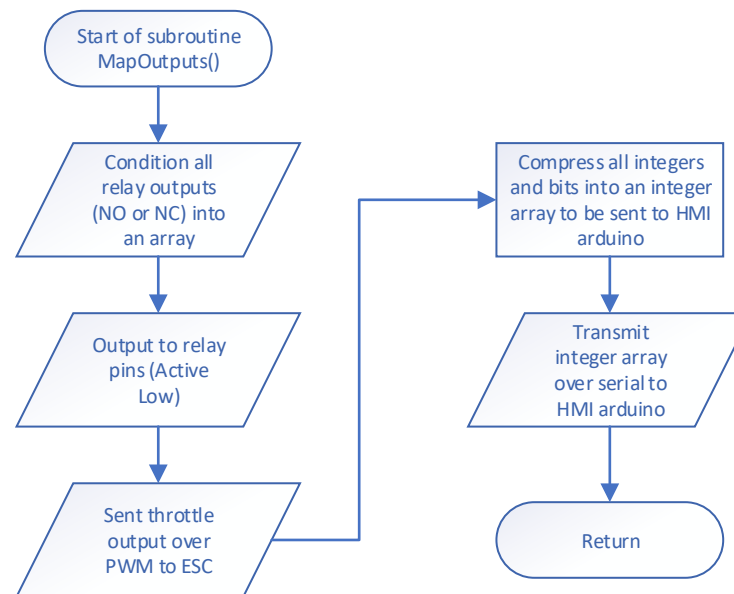 Start of subroutine
MapOutputs()
Condition all
relay outputs
(NO or NC) into
an array
Output to relay
pins (Active
Low)
Sent throttle
output over
PWM to ESC
Compress all integers
and bits into an integer
array to be sent to HMI
arduino
Transmit
integer array
over serial to
HMI arduino
Return